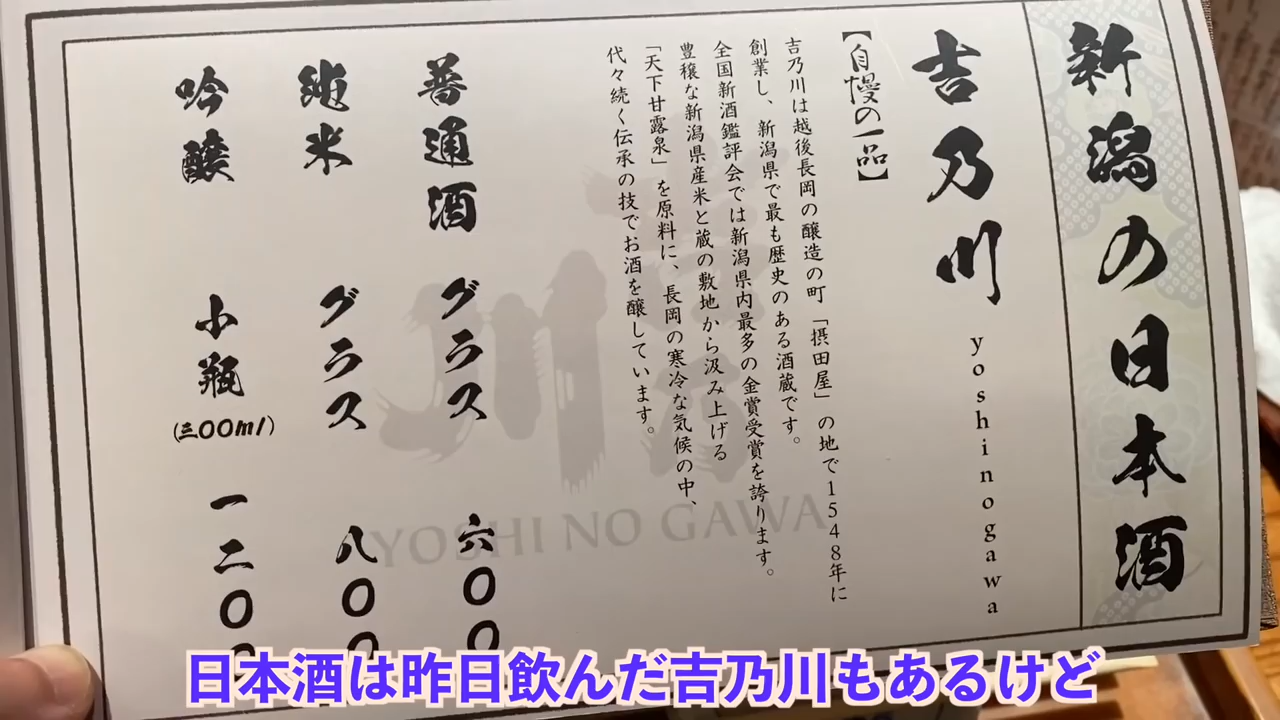 新潟の日本酒
吉乃川 yoshinogawa
【自慢の一品】
吉乃川は越後長岡の醸造の町「摂田屋」の地で1548年に
創業し、新潟県で最も歴史のある酒蔵です。
全国新酒鑑評会では新潟県内最多の金賞受賞を誇ります。
豊穣な新潟県産米と蔵の敷地から汲み上げる
「天下甘露泉」を原料に、長岡の寒冷な気候の中、
代々続く伝承の技でお酒を醸しています。
吉乃川
YOSHI NO GAWA
普通酒 グラス 六〇〇
純米 グラス 八〇〇
吟醸 小瓶(三〇〇ml) 一二〇〇
日本酒は昨日飲んだ吉乃川もあるけど